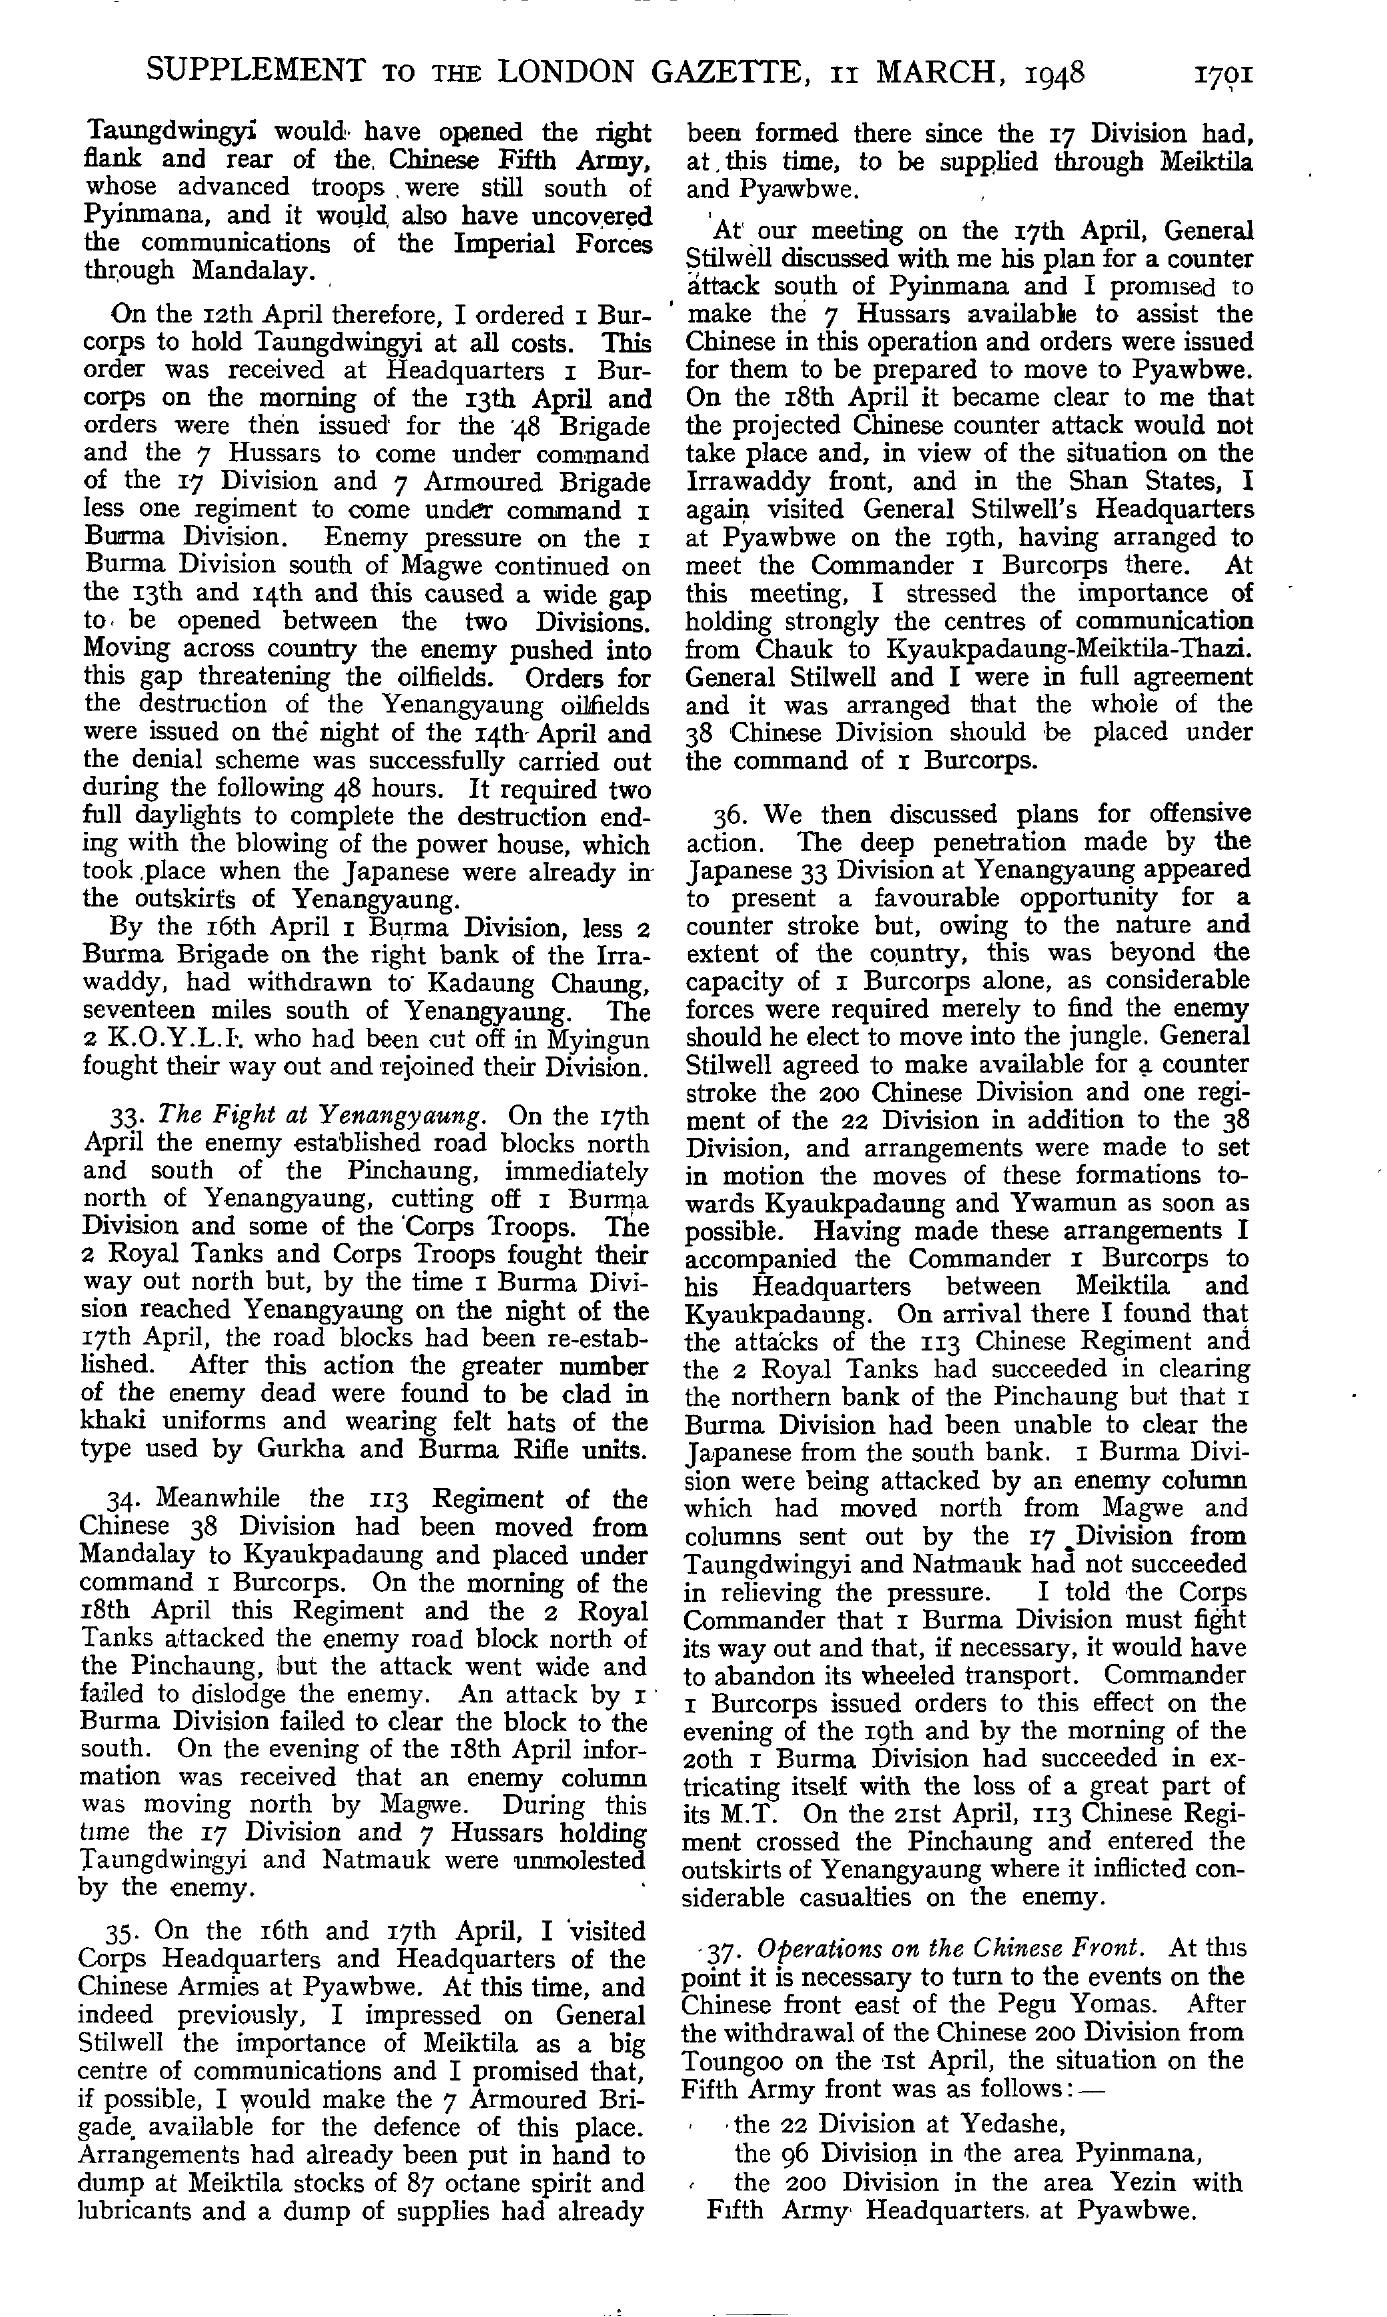 SUPPLEMENT TO THE LONDON GAZETTE, 11 MARCH, 1948 1701
Taungdwingyi would have opened the right
flank and rear of the Chinese Fifth Army,
whose advanced troops were still south of
Pyinmana, and it would also have uncovered
the communications of the Imperial Forces
through Mandalay.
On the 12th April therefore, I ordered 1 Bur-
corps to hold Taungdwingyi at all costs. This
order was received at Headquarters 1 Bur-
corps on the morning of the 13th April and
orders were then issued for the 48 Brigade
and the 7 Hussars to come under command
of the 17 Division and 7 Armoured Brigade
less one regiment to come under command 1
Burma Division. Enemy pressure on the 1
Burma Division south of Magwe continued on
the 13th and 14th and this caused a wide gap
to be opened between the two Divisions.
Moving across country the enemy pushed into
this gap threatening the oilfields. Orders for
the destruction of the Yenangyaung oilfields
were issued on the night of the 14th April and
the denial scheme was successfully carried out
during the following 48 hours. It required two
full daylights to complete the destruction end-
ing with the blowing of the power house, which
took place when the Japanese were already in
the outskirts of Yenangyaung.
By the 16th April 1 Burma Division, less 2
Burma Brigade on the right bank of the Irra-
waddy, had withdrawn to Kadaung Chaung,
seventeen miles south of Yenangyaung. The
2 K.O.Y.L.I. who had been cut off in Myingun
fought their way out and rejoined their Division.
33. The Fight at Yenangyaung. On the 17th
April the enemy established road blocks north
and south of the Pinchaung, immediately
north of Yenangyaung, cutting off 1 Burma
Division and some of the Corps Troops. The
2 Royal Tanks and Corps Troops fought their
way out north but, by the time 1 Burma Divi-
sion reached Yenangyaung on the night of the
17th April, the road blocks had been re-estab-
lished. After this action the greater number
of the enemy dead were found to be clad in
khaki uniforms and wearing felt hats of the
type used by Gurkha and Burma Rifle units.
34. Meanwhile the 113 Regiment of the
Chinese 38 Division had been moved from
Mandalay to Kyaukpadaung and placed under
command 1 Burcorps. On the morning of the
18th April this Regiment and the 2 Royal
Tanks attacked the enemy road block north of
the Pinchaung, but the attack went wide and
failed to dislodge the enemy. An attack by 1
Burma Division failed to clear the block to the
south. On the evening of the 18th April infor-
mation was received that an enemy column
was moving north by Magwe. During this
time the 17 Division and 7 Hussars holding
Taungdwingyi and Natmauk were unmolested
by the enemy.
35. On the 16th and 17th April, I visited
Corps Headquarters and Headquarters of the
Chinese Armies at Pyawbwe. At this time, and
indeed previously, I impressed on General
Stilwell the importance of Meiktila as a big
centre of communications and I promised that,
if possible, I would make the 7 Armoured Bri-
gade available for the defence of this place.
Arrangements had already been put in hand to
dump at Meiktila stocks of 87 octane spirit and
lubricants and a dump of supplies had already
been formed there since the 17 Division had,
at this time, to be supplied through Meiktila
and Pyawbwe.
At our meeting on the 17th April, General
Stilwell discussed with me his plan for a counter
attack south of Pyinmana and I promised to
make the 7 Hussars available to assist the
Chinese in this operation and orders were issued
for them to be prepared to move to Pyawbwe.
On the 18th April it became clear to me that
the projected Chinese counter attack would not
take place and, in view of the situation on the
Irrawaddy front, and in the Shan States, I
again visited General Stilwell's Headquarters
at Pyawbwe on the 19th, having arranged to
meet the Commander 1 Burcorps there. At
this meeting, I stressed the importance of
holding strongly the centres of communication
from Chauk to Kyaukpadaung-Meiktila-Thazi.
General Stilwell and I were in full agreement
and it was arranged that the whole of the
38 Chinese Division should be placed under
the command of 1 Burcorps.
36. We then discussed plans for offensive
action. The deep penetration made by the
Japanese 33 Division at Yenangyaung appeared
to present a favourable opportunity for a
counter stroke but, owing to the nature and
extent of the country, this was beyond the
capacity of 1 Burcorps alone, as considerable
forces were required merely to find the enemy
should he elect to move into the jungle. General
Stilwell agreed to make available for a counter
stroke the 200 Chinese Division and one regi-
ment of the 22 Division in addition to the 38
Division, and arrangements were made to set
in motion the moves of these formations to-
wards Kyaukpadaung and Ywamun as soon as
possible. Having made these arrangements I
accompanied the Commander 1 Burcorps to
his Headquarters between Meiktila and
Kyaukpadaung. On arrival there I found that
the attacks of the 113 Chinese Regiment and
the 2 Royal Tanks had succeeded in clearing
the northern bank of the Pinchaung but that 1
Burma Division had been unable to clear the
Japanese from the south bank. 1 Burma Divi-
sion were being attacked by an enemy column
which had moved north from Magwe and
columns sent out by the 17 Division from
Taungdwingyi and Natmauk had not succeeded
in relieving the pressure. I told the Corps
Commander that 1 Burma Division must fight
its way out and that, if necessary, it would have
to abandon its wheeled transport. Commander
1 Burcorps issued orders to this effect on the
evening of the 19th and by the morning of the
20th 1 Burma Division had succeeded in ex-
tricating itself with the loss of a great part of
its M.T. On the 21st April, 113 Chinese Regi-
ment crossed the Pinchaung and entered the
outskirts of Yenangyaung where it inflicted con-
siderable casualties on the enemy.
37. Operations on the Chinese Front. At this
point it is necessary to turn to the events on the
Chinese front east of the Pegu Yomas. After
the withdrawal of the Chinese 200 Division from
Toungoo on the 1st April, the situation on the
Fifth Army front was as follows:—
the 22 Division at Yedashe,
the 96 Division in the area Pyinmana,
the 200 Division in the area Yezin with
Fifth Army Headquarters at Pyawbwe.